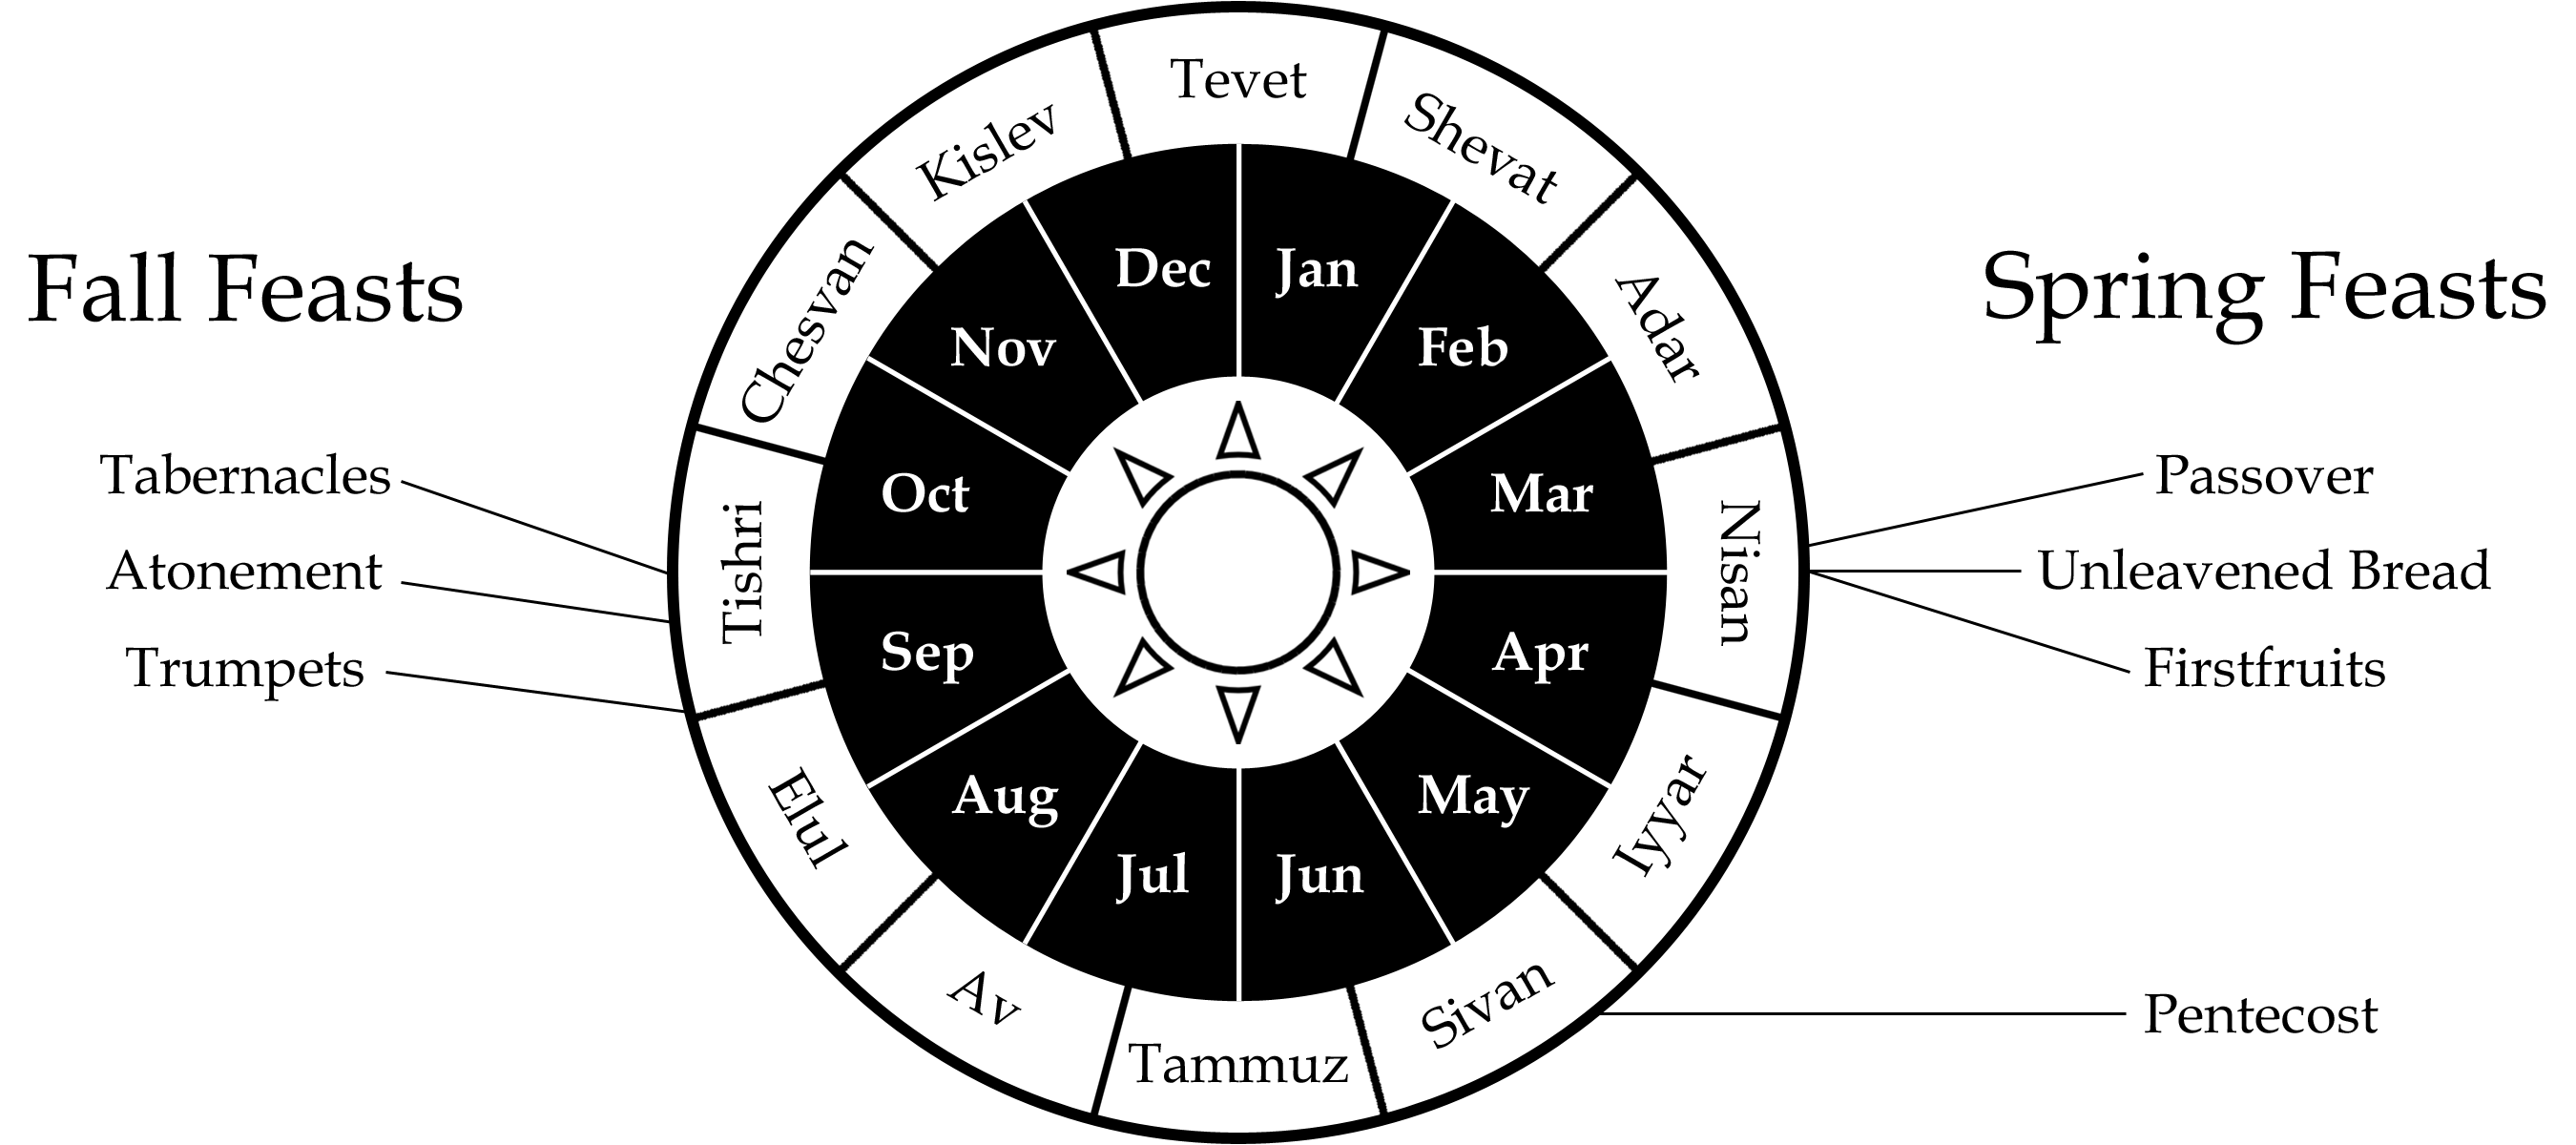 Fall Feasts
Tabernacles
Atonement
Trumpets
Tevet
Shevat
Adar
Nisan
Iyyar
Sivan
Tammuz
Av
Elul
Tishri
Chesvan
Kislev
Jan
Feb
Mar
Apr
May
Jun
Jul
Aug
Sep
Oct
Nov
Dec
Spring Feasts
Passover
Unleavened Bread
Firstfruits
Pentecost